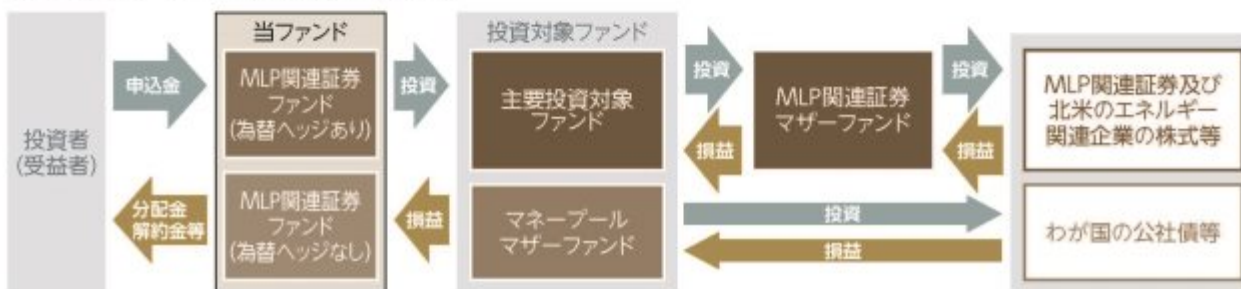 投資者
(受益者)
申込金
分配金
解約金等
当ファンド
MLP関連証券
ファンド
(為替ヘッジあり)
MLP関連証券
ファンド
(為替ヘッジなし)
投資
損益
投資対象ファンド
主要投資対象
ファンド
マネープール
マザーファンド
投資
損益
MLP関連証券
マザーファンド
投資
損益
投資
損益
MLP関連証券及び
北米のエネルギー
関連企業の株式等
わが国の公社債等